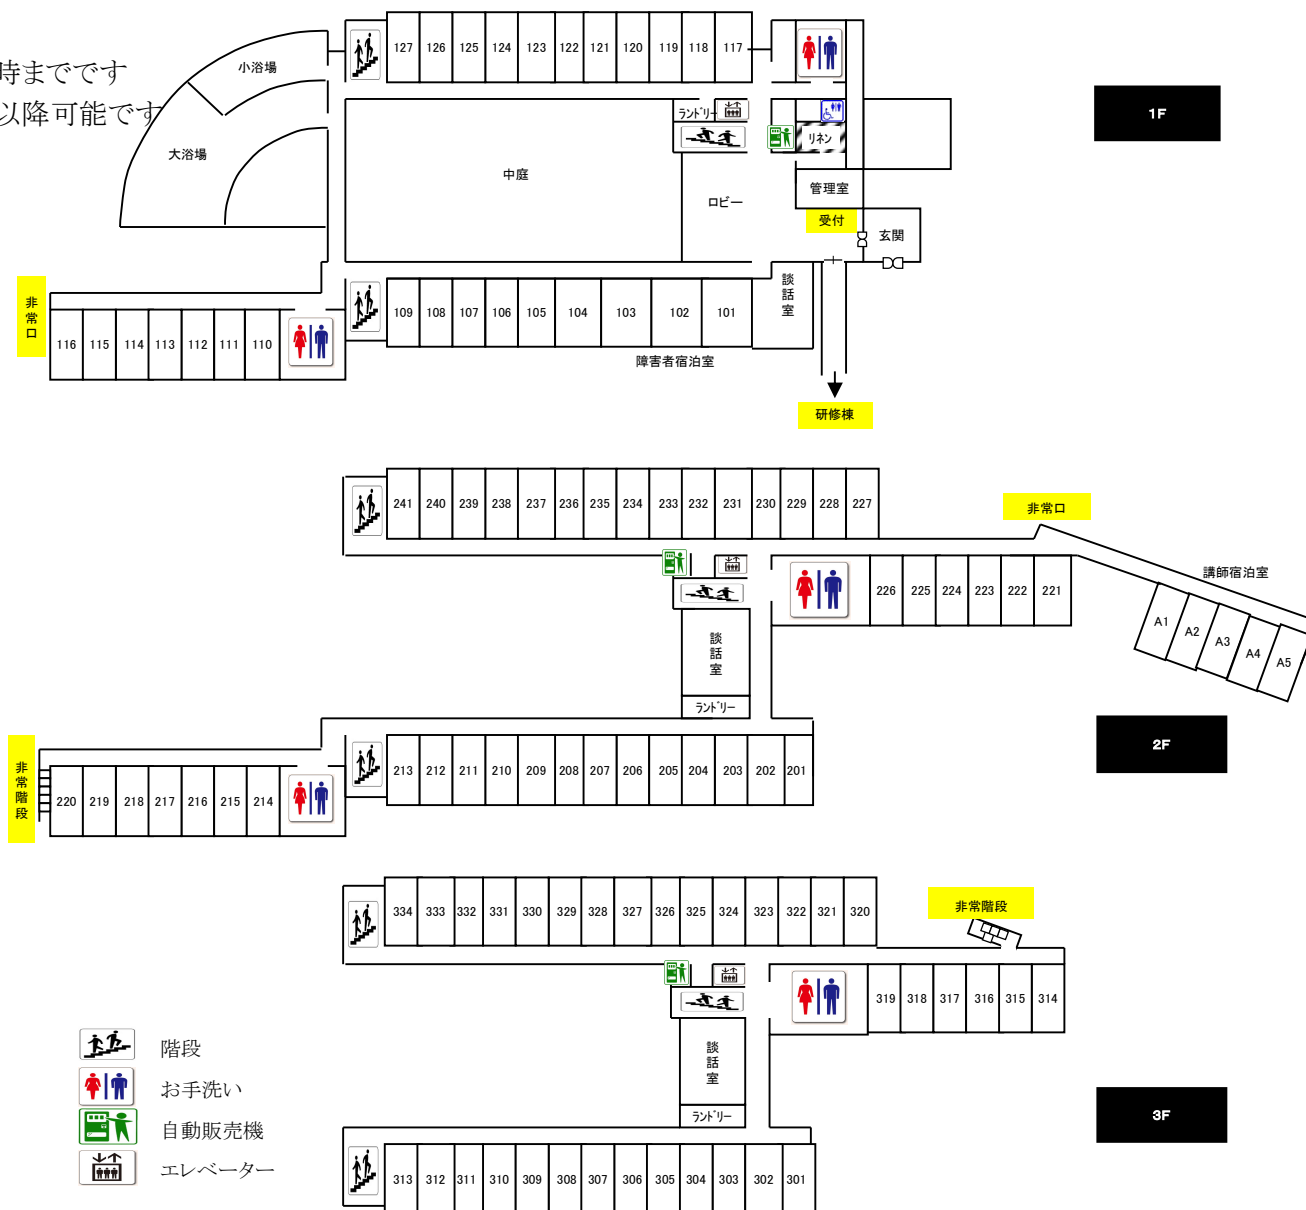 時までです
以降可能です
小浴場
大浴場
127 126 125 124 123 122 121 120 119 118 117
ランドリー
リネン
中庭
ロビー
管理室
受付
玄関
1F
非常口
116 115 114 113 112 111 110
109 108 107 106 105 104 103 102 101
談話室
障害者宿泊室
研修棟
241 240 239 238 237 236 235 234 233 232 231 230 229 228 227
非常口
226 225 224 223 222 221
講師宿泊室
A1 A2 A3 A4 A5
談話室
ランドリー
2F
非常階段
220 219 218 217 216 215 214
213 212 211 210 209 208 207 206 205 204 203 202 201
334 333 332 331 330 329 328 327 326 325 324 323 322 321 320
非常階段
319 318 317 316 315 314
談話室
ランドリー
3F
313 312 311 310 309 308 307 306 305 304 303 302 301
階段
お手洗い
自動販売機
エレベーター